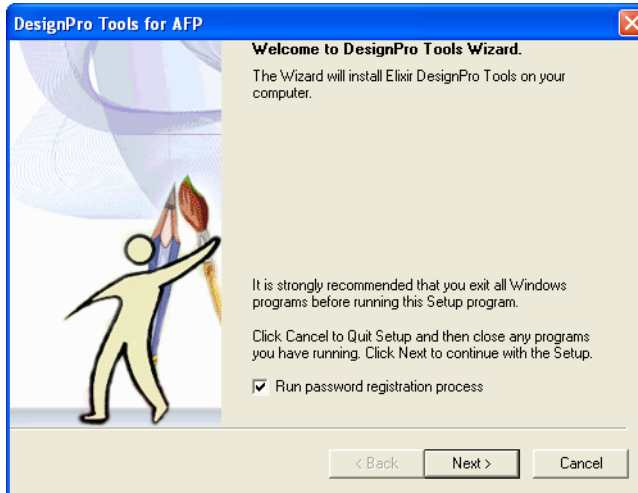 DesignPro Tools for AFP
Welcome to DesignPro Tools Wizard.
The Wizard will install Elixir DesignPro Tools on your
computer.
It is strongly recommended that you exit all Windows
programs before running this Setup program.
Click Cancel to Quit Setup and then close any programs
you have running. Click Next to continue with the Setup.
Run password registration process
< Back Next > Cancel